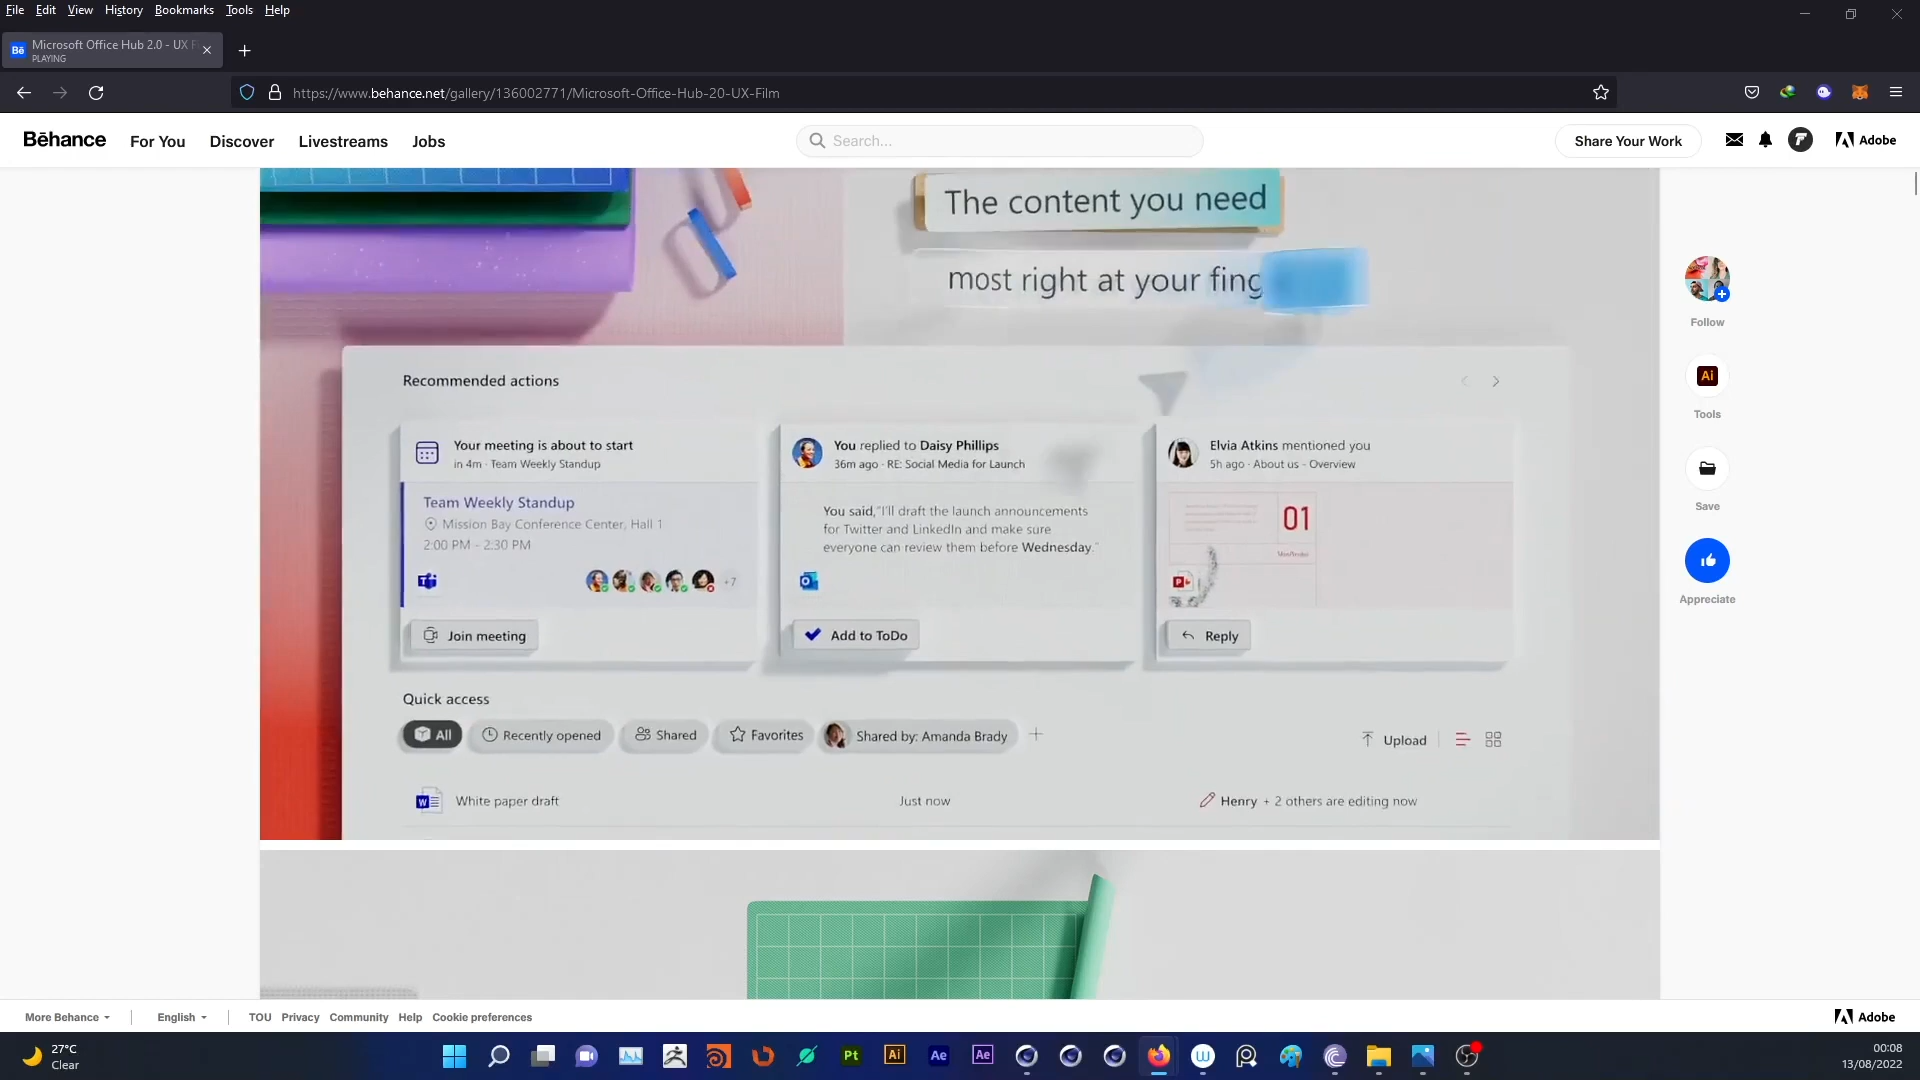 File Edit View History Bookmarks Tools Help
Microsoft Office Hub 2.0 - UX F
PLAYING
https://www.behance.net/gallery/136002771/Microsoft-Office-Hub-20-UX-Film
Bēhance For You Discover Livestreams Jobs Search... Share Your Work Adobe
The content you need
most right at your fing
Follow
Recommended actions
Ai
Tools
Your meeting is about to start
in 4m · Team Weekly Standup
Team Weekly Standup
Mission Bay Conference Center, Hall 1
2:00 PM - 2:30 PM
+7
Join meeting
You replied to Daisy Phillips
36m ago · RE: Social Media for Launch
You said,"I'll draft the launch announcements
for Twitter and LinkedIn and make sure
everyone can review them before Wednesday."
Add to ToDo
Elvia Atkins mentioned you
5h ago · About us - Overview
01
Reply
Save
Appreciate
Quick access
All Recently opened Shared Favorites Shared by: Amanda Brady Upload
White paper draft Just now Henry + 2 others are editing now
More Behance English TOU Privacy Community Help Cookie preferences Adobe
27°C
Clear
Pt Ai Ae Ae
00:08
13/08/2022